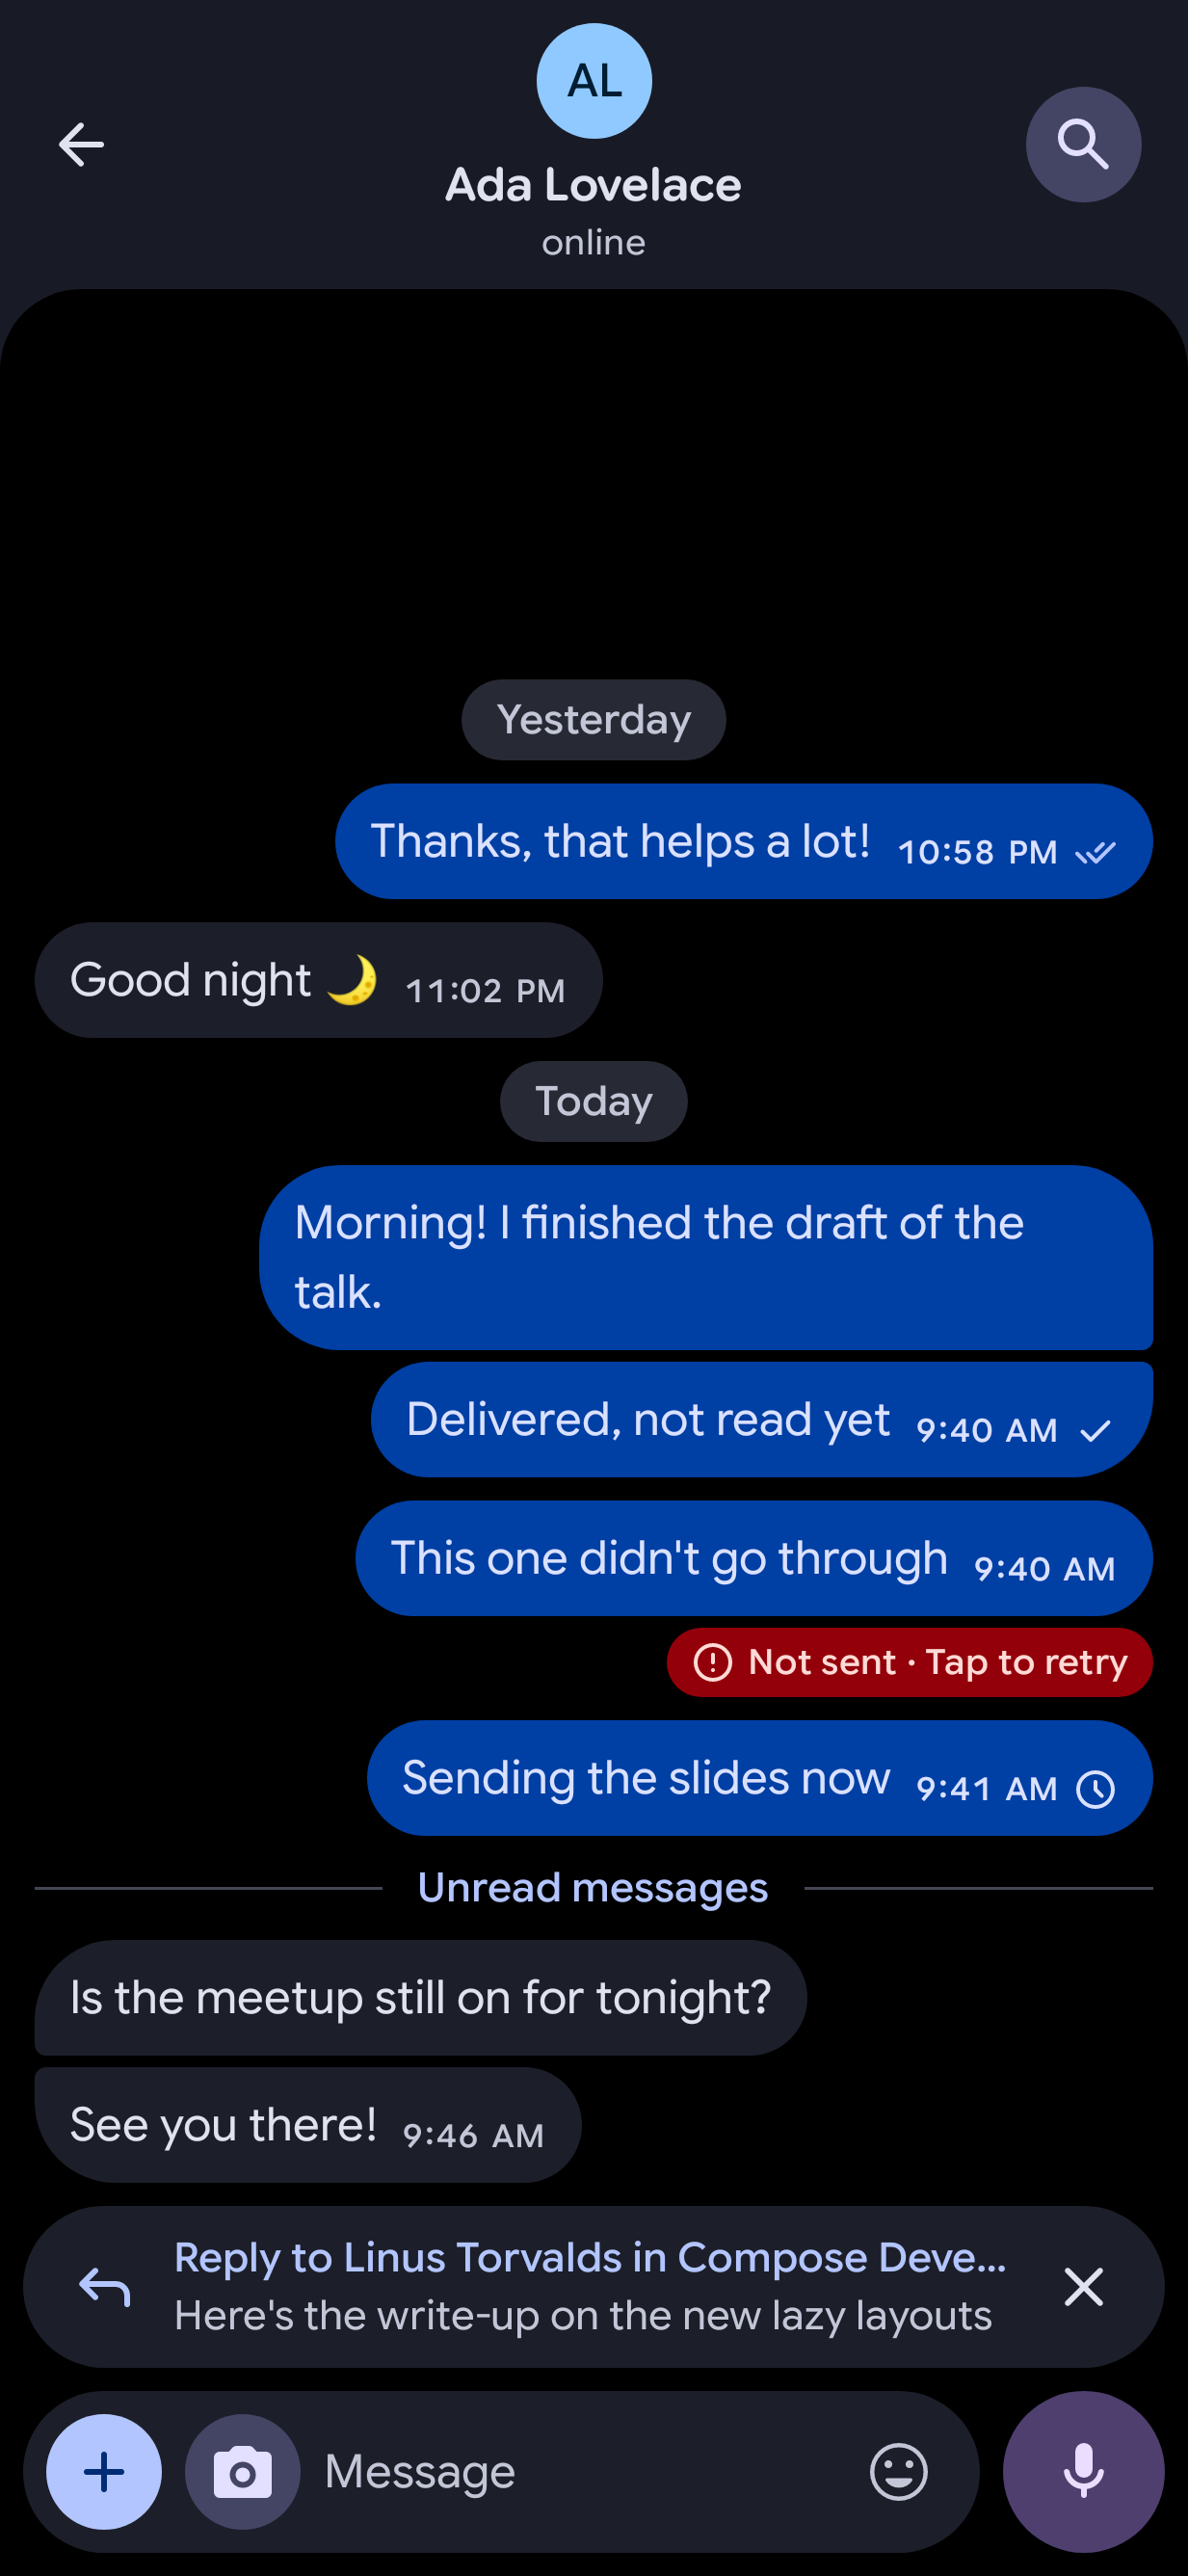 AL
Ada Lovelace
online
Yesterday
Thanks, that helps a lot! 10:58 PM
Good night 🌙 11:02 PM
Today
Morning! I finished the draft of the
talk.
Delivered, not read yet 9:40 AM
This one didn't go through 9:40 AM
Not sent · Tap to retry
Sending the slides now 9:41 AM
Unread messages
Is the meetup still on for tonight?
See you there! 9:46 AM
Reply to Linus Torvalds in Compose Deve...
Here's the write-up on the new lazy layouts
Message